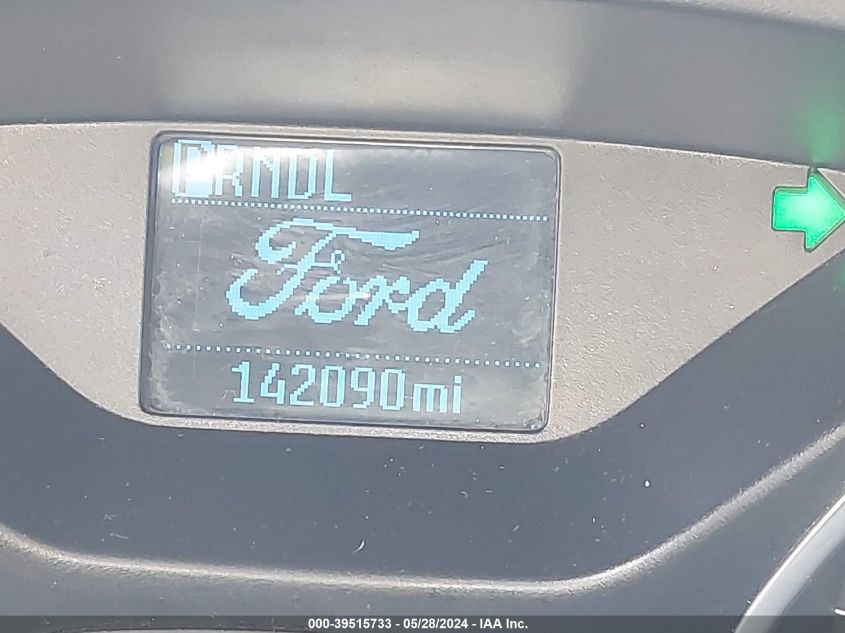 PRNDL
Ford
142090mi
000-39515733 - 05/28/2024 - IAA Inc.